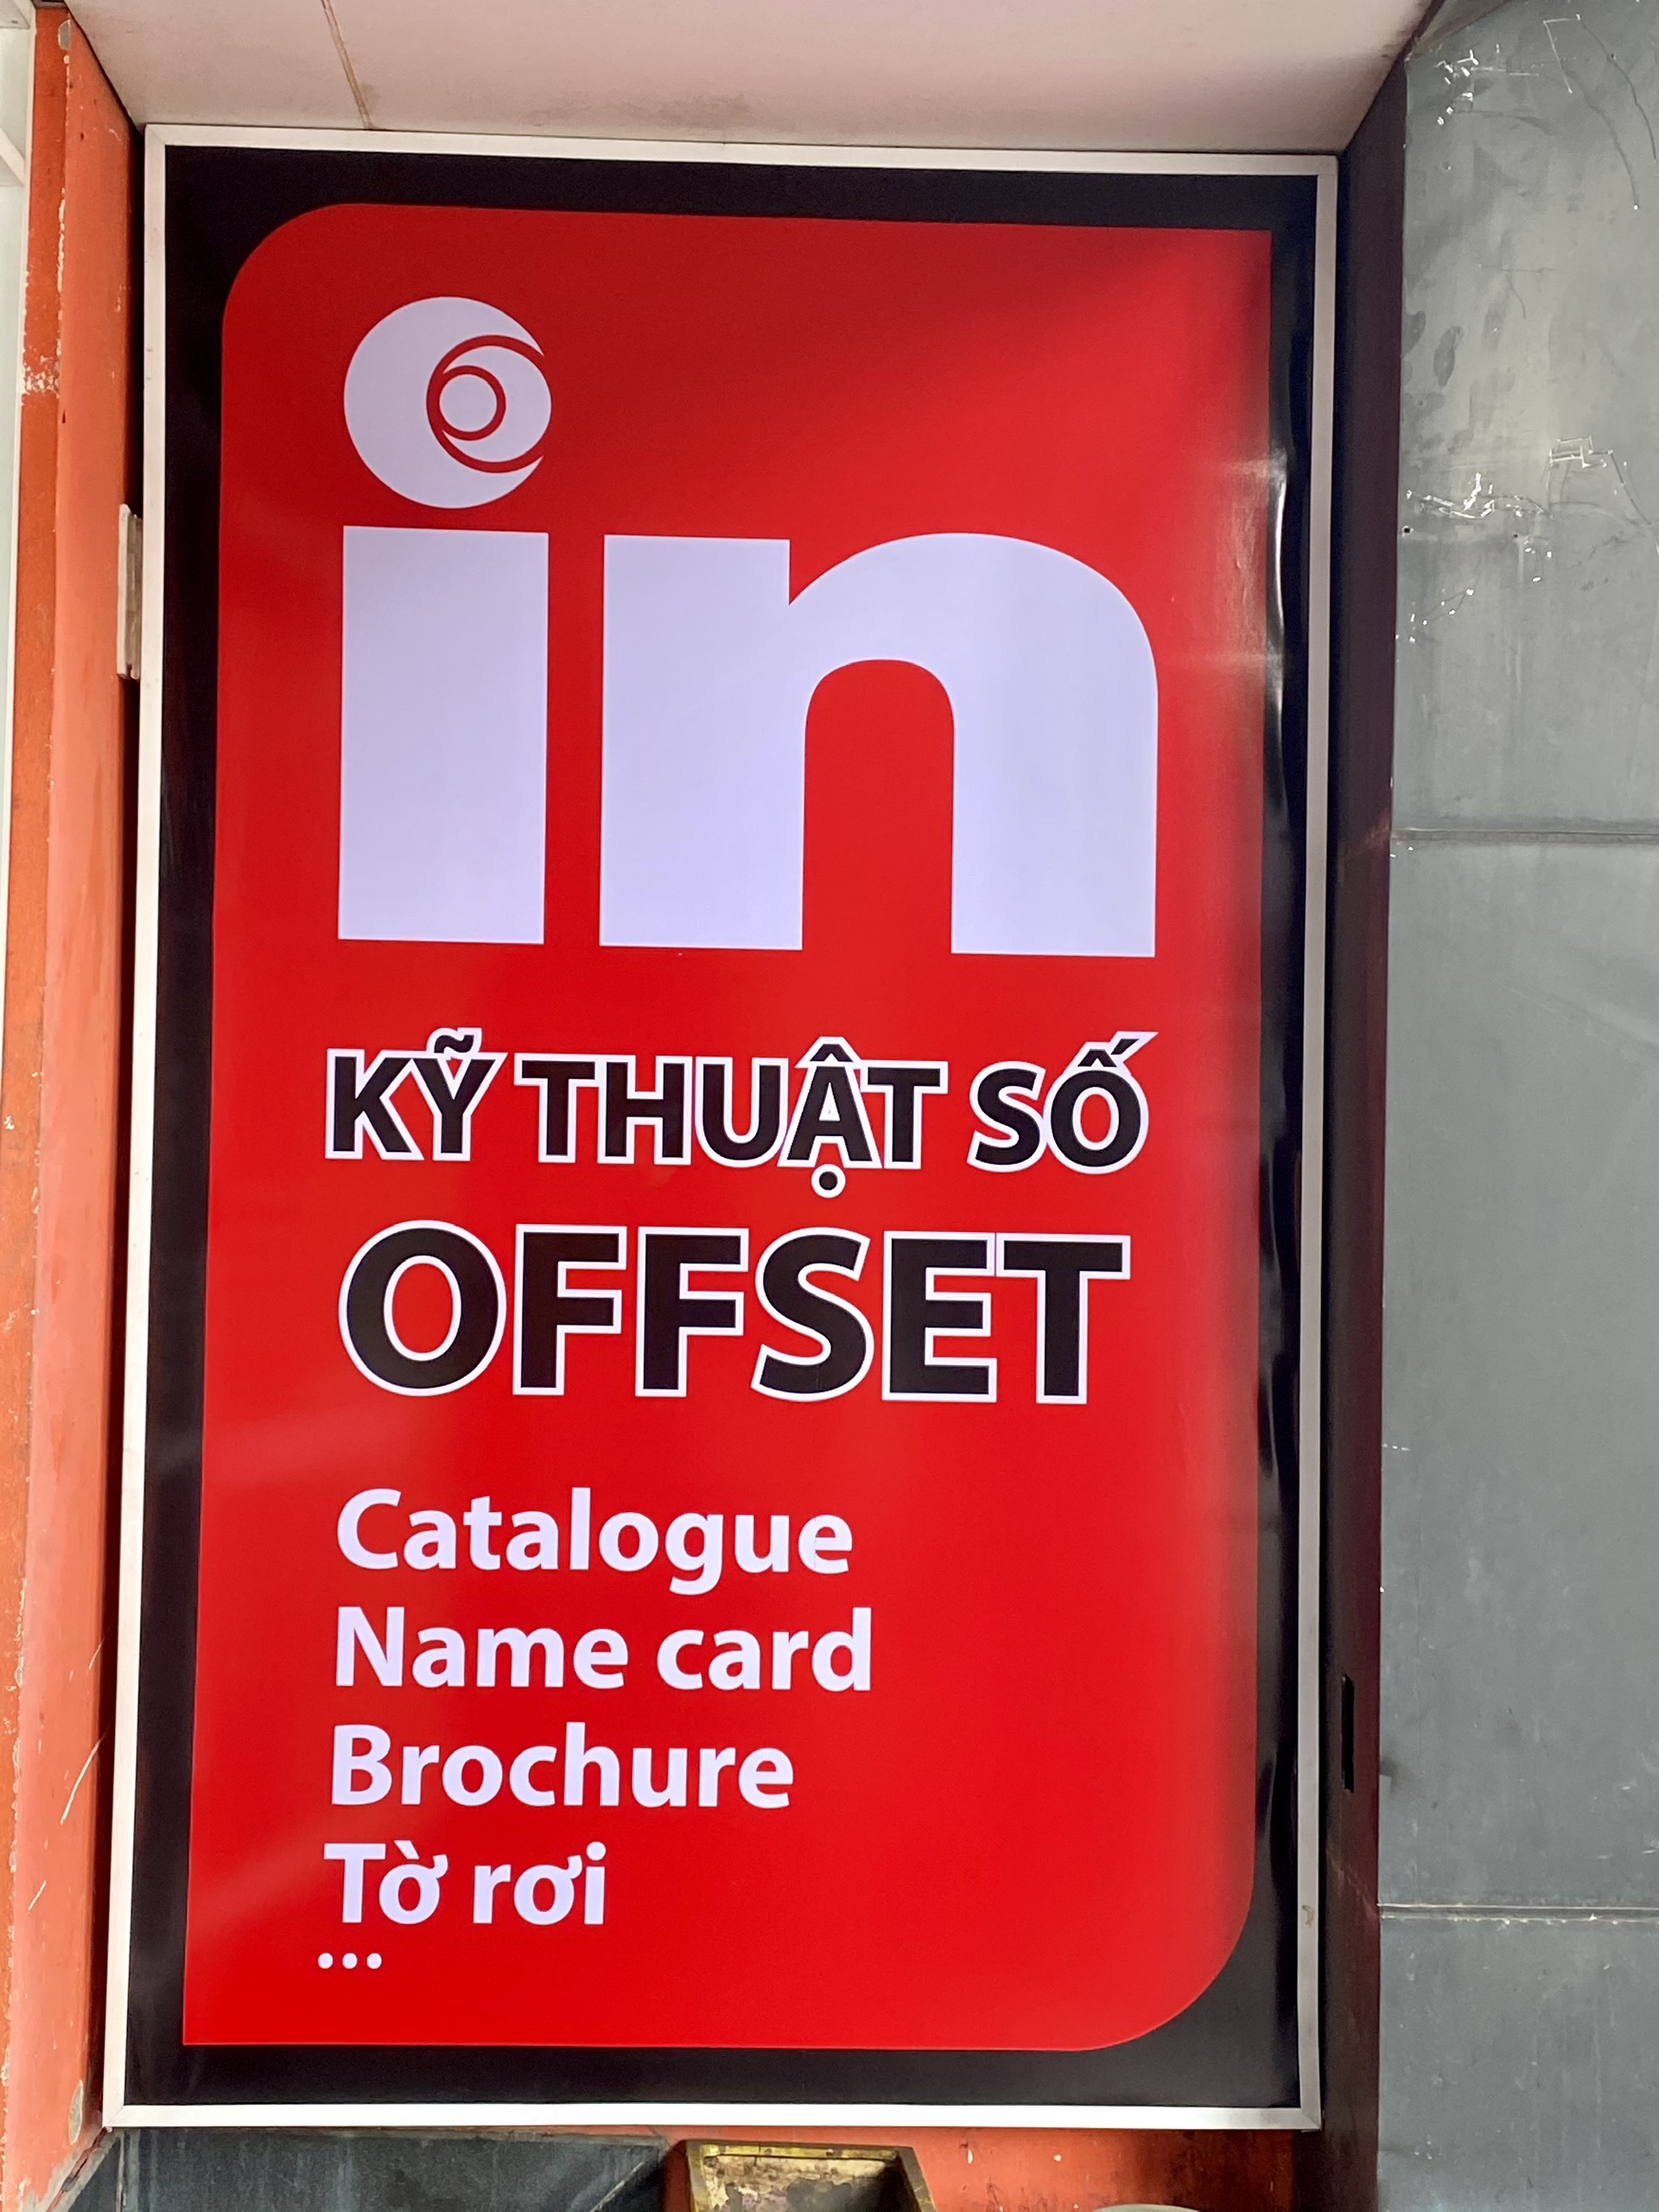 in
KỸ THUẬT SỐ
OFFSET
Catalogue
Name card
Brochure
Tờ rơi
...